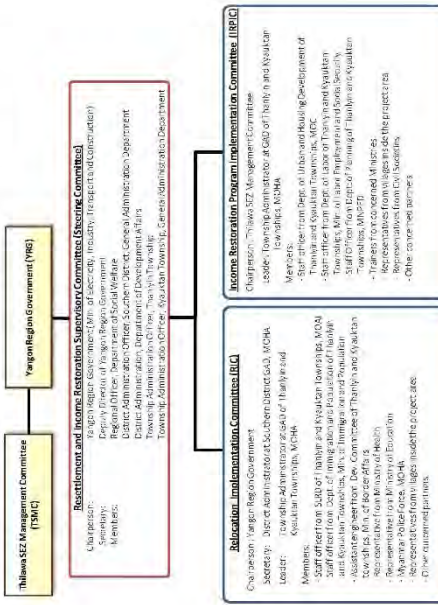 Thilawa SEZ Management Committee
(TSMC)
Yangon Region Government (YRG)
Resettlement and Income Restoration Supervisory Committee (Steering Committee)
Chairperson: Yangon Region Government (Min. of Electricity, Industry, Transport and Construction)
Secretary: Deputy Director of Yangon Region Government
Members: Regional Officer, Department of Social Welfare
District Administration Officer, Southern District, General Administration Department
District Administration, Department of Development Affairs
Township Administration Officer, Thanlyin Township
Township Administration Officer, Kyauktan Township, General Administration Department
Relocation Implementation Committee (RIC)
Chairperson: Yangon Region Government
Secretary: District Administrator at Southern District GAD, MOHA
Leader: Township Administrator at GAD of Thanlyin and
Kyauktan Townships, MOHA
Members:
- Staff officer from SLRD of Thanlyin and Kyauktan Townships, MOAI
- Staff officer from Dept. of Immigration and Population of Thanlyin
and Kyauktan Townships, Min. of Immigration and Population
- Assistant engineer from Dev. Committee of Thanlyin and Kyauktan
Townships, Min. of Border Affairs
- Representative from Ministry of Health
- Representative from Ministry of Education
- Myanmar Police Force, MOHA
- Representatives from villages inside the project area
- Other concerned partners
Income Restoration Program Implementation Committee (IRPIC)
Chairperson: Thilawa SEZ Management Committee
Leader: Township Administrator at GAD of Thanlyin and Kyauktan
Townships, MOHA
Members:
- Staff officer from Dept. of Urban and Housing Development of
Thanlyin and Kyauktan Townships, MOC
- Staff officer from Dept. of Labor of Thanlyin and Kyauktan
Townships, Min. of Labor, Employment and Social Security
- Staff Officer from Dept. of Planning of Thanlyin and Kyauktan
Townships, MNPED
- Trainers from concerned Ministries
- Representatives from villages inside the project area
- Representatives from Civil Societies
- Other concerned partners